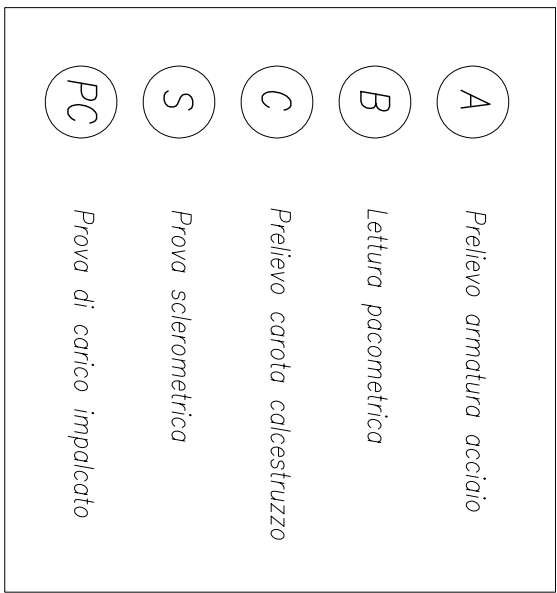 A Prelievo armatura acciaio
B Lettura pacometrica
C Prelievo carota calcestruzzo
S Prova sclerometrica
PC Prova di carico impalcato